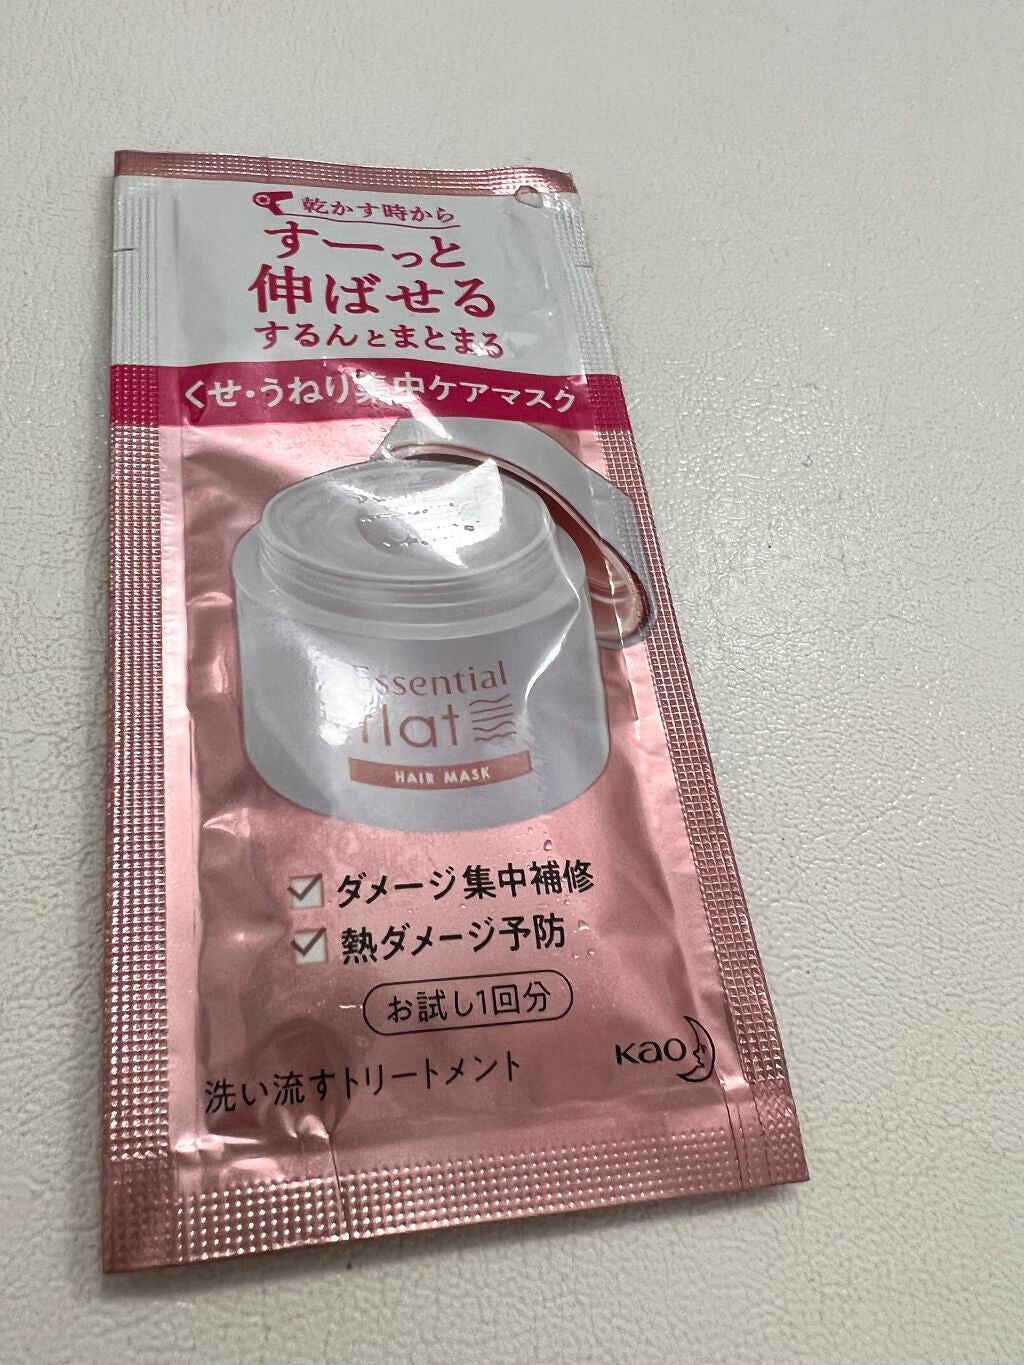 乾かす時から
すーっと
伸ばせる
するんとまとまる
くせ・うねり集中ケアマスク
Essential
flat
HAIR MASK
ダメージ集中補修
熱ダメージ予防
お試し1回分
Kao
洗い流すトリートメント